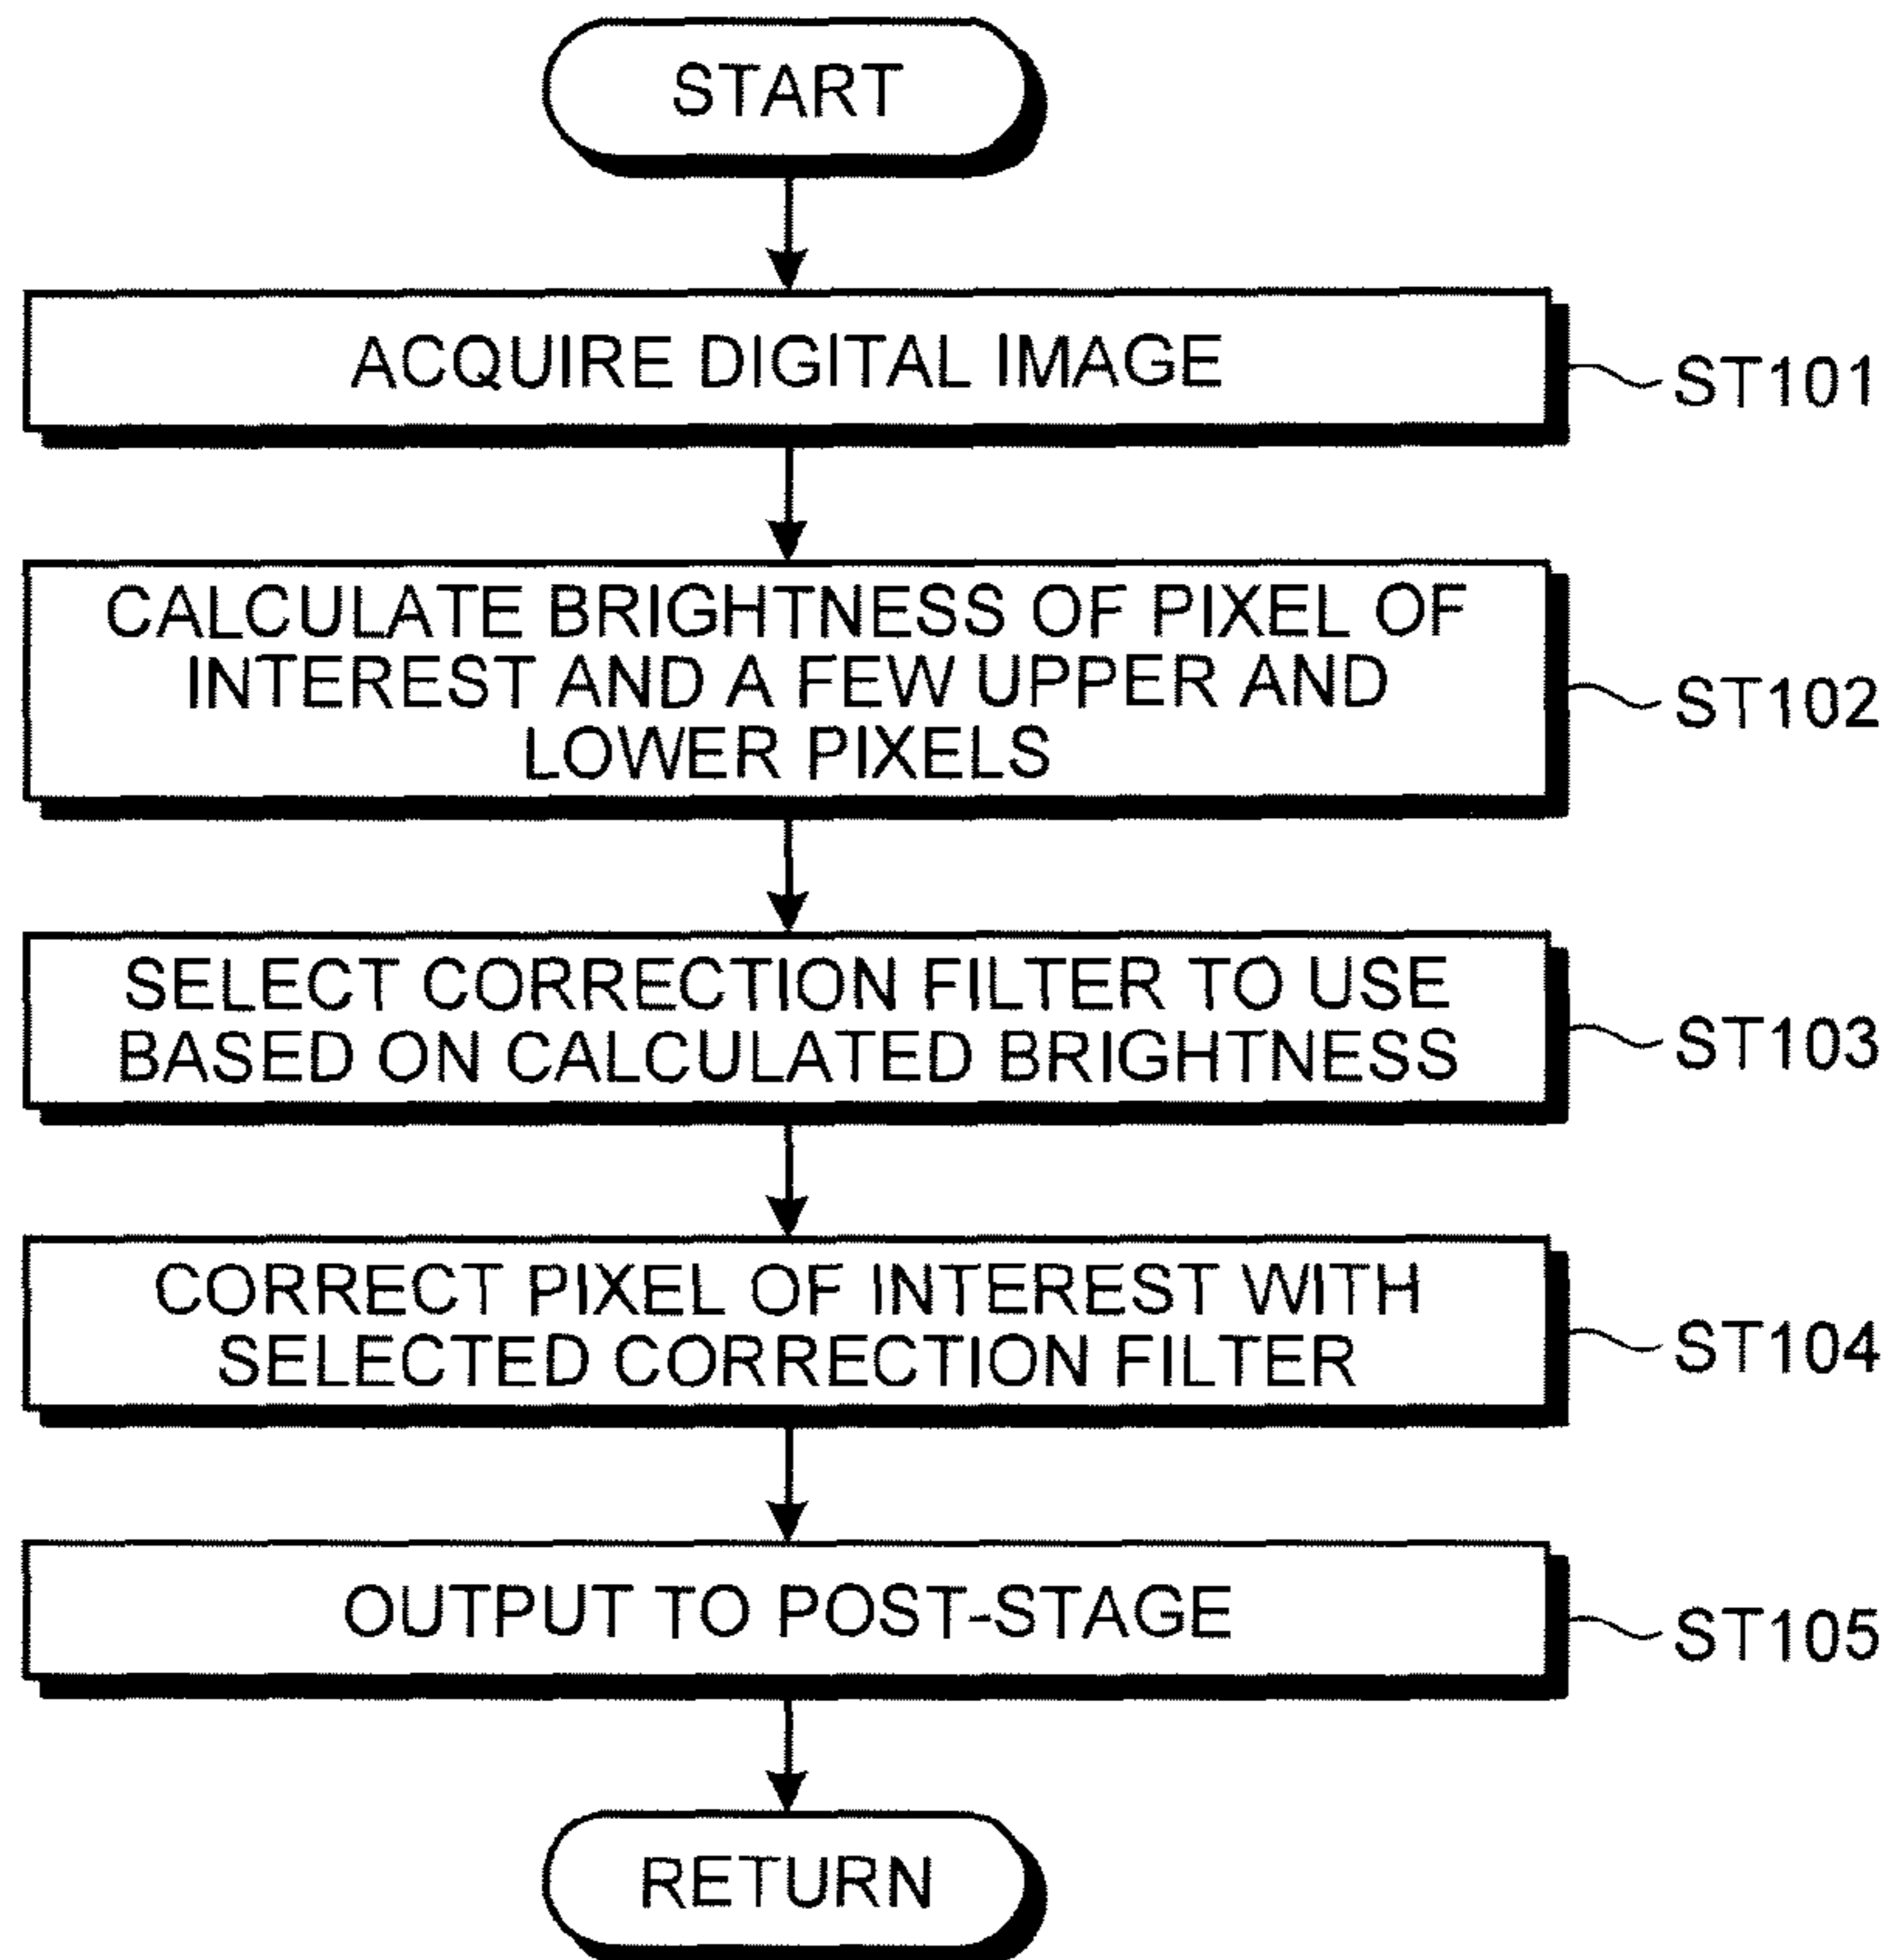 START
ACQUIRE DIGITAL IMAGE
ST101
CALCULATE BRIGHTNESS OF PIXEL OF
INTEREST AND A FEW UPPER AND
LOWER PIXELS
ST102
SELECT CORRECTION FILTER TO USE
BASED ON CALCULATED BRIGHTNESS
ST103
CORRECT PIXEL OF INTEREST WITH
SELECTED CORRECTION FILTER
ST104
OUTPUT TO POST-STAGE
ST105
RETURN